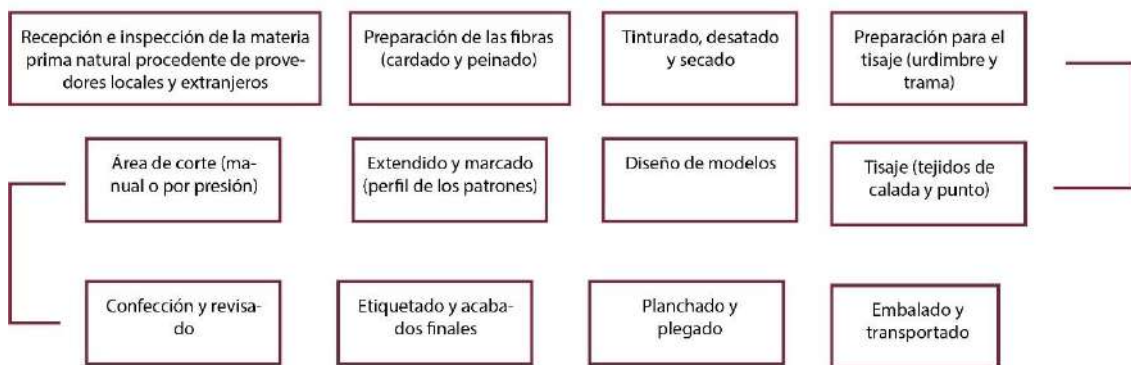 Recepción e inspección de la materia
prima natural procedente de prove-
dores locales y extranjeros
Preparación de las fibras
(cardado y peinado)
Tinturado, desatado
y secado
Preparación para el
tisaje (urdimbre y
trama)
Área de corte (ma-
nual o por presión)
Extendido y marcado
(perfil de los patrones)
Diseño de modelos
Tisaje (tejidos de
calada y punto)
Confección y revisa-
do
Etiquetado y acaba-
dos finales
Planchado y
plegado
Embalado y
transportado